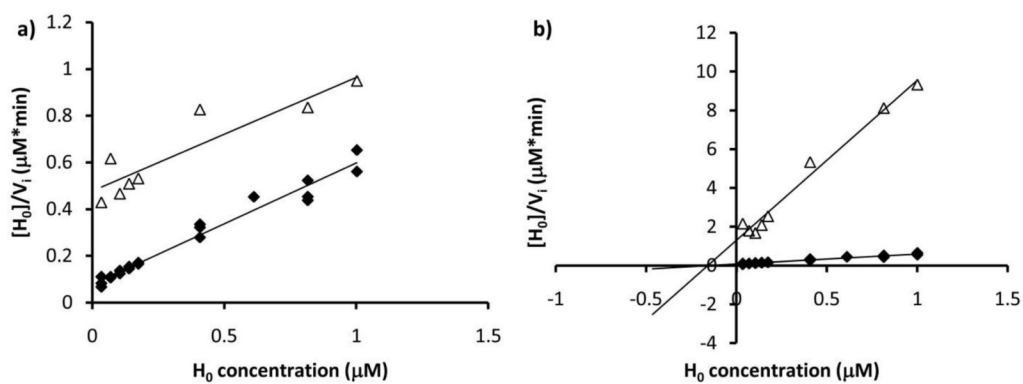 a)
1.2
1
0.8
0.6
0.4
0.2
0
0 0.5 1 1.5
[H₀]/Vᵢ (μM*min)
H₀ concentration (μM)
b)
12
10
8
6
4
2
0
-2
-4
-1 -0.5 0 0.5 1 1.5
[H₀]/Vᵢ (μM*min)
H₀ concentration (μM)